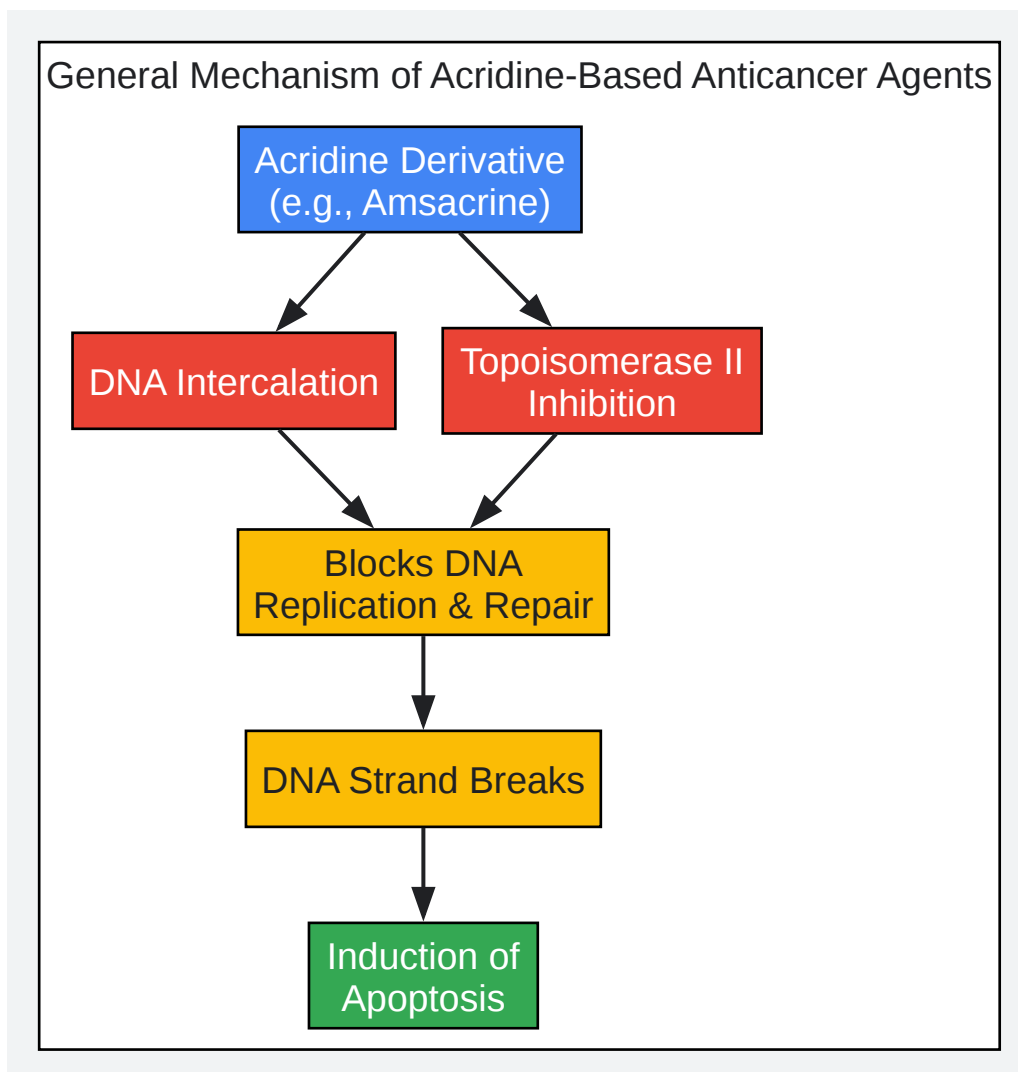 General Mechanism of Acridine-Based Anticancer Agents
Acridine Derivative
(e.g., Amsacrine)
DNA Intercalation
Topoisomerase II
Inhibition
Blocks DNA
Replication & Repair
DNA Strand Breaks
Induction of
Apoptosis